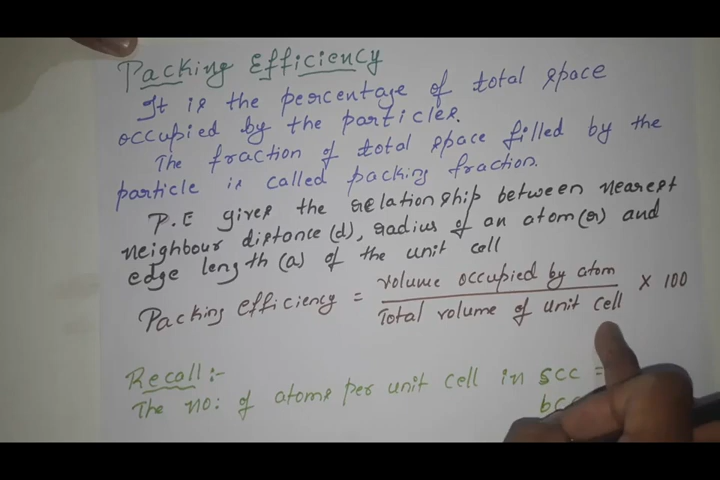 Packing Efficiency
It is the percentage of total space
occupied by the particles.
The fraction of total space filled by the
particle is called packing fraction.
P.E gives the relationship between nearest
neighbour distance (d), radius of an atom (r) and
edge length (a) of the unit cell
Packing efficiency = volume occupied by atom / Total volume of unit cell × 100
Recall :-
The no: of atoms per unit cell in scc =
bcc